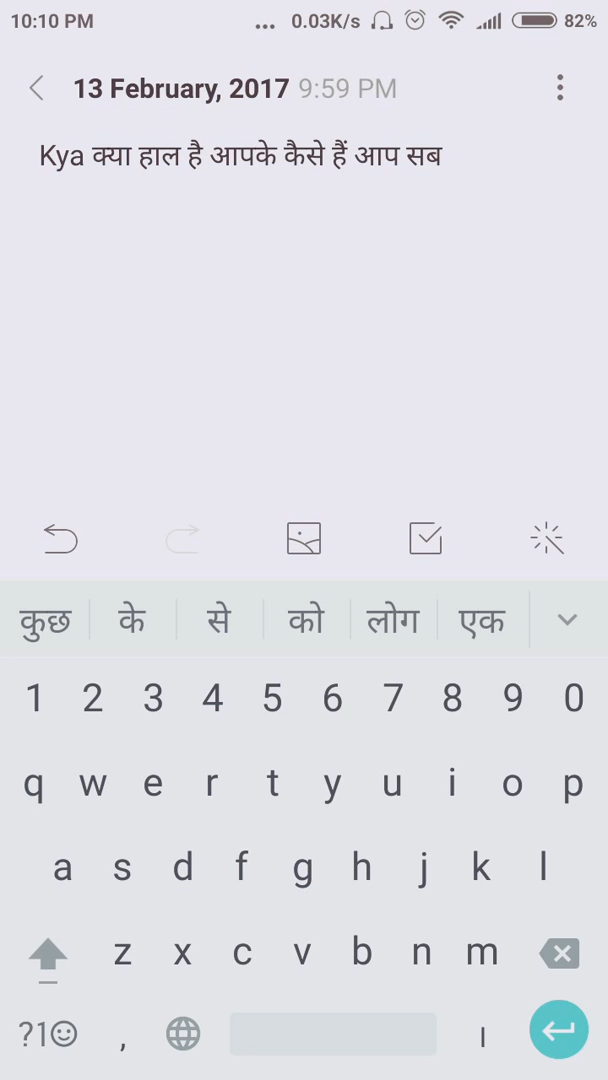 10:10 PM ... 0.03K/s 82%
13 February, 2017 9:59 PM
Kya क्या हाल है आपके कैसे हैं आप सब
कुछ के से को लोग एक
1 2 3 4 5 6 7 8 9 0
q w e r t y u i o p
a s d f g h j k l
z x c v b n m
?1☺ , ।